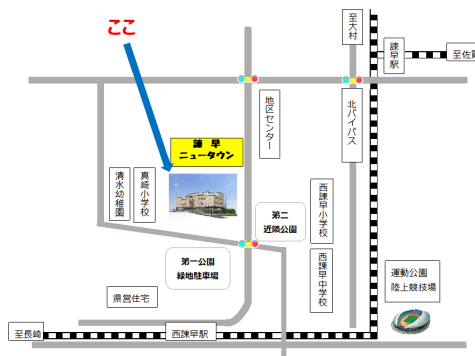 ここ
至大村
諫早駅
至佐賀
地区センター
北バイパス
諫早
ニュータウン
清水幼稚園
真崎小学校
第二
近隣公園
西諫早小学校
西諫早中学校
第一公園
緑地駐車場
運動公園
陸上競技場
県営住宅
至長崎
西諫早駅